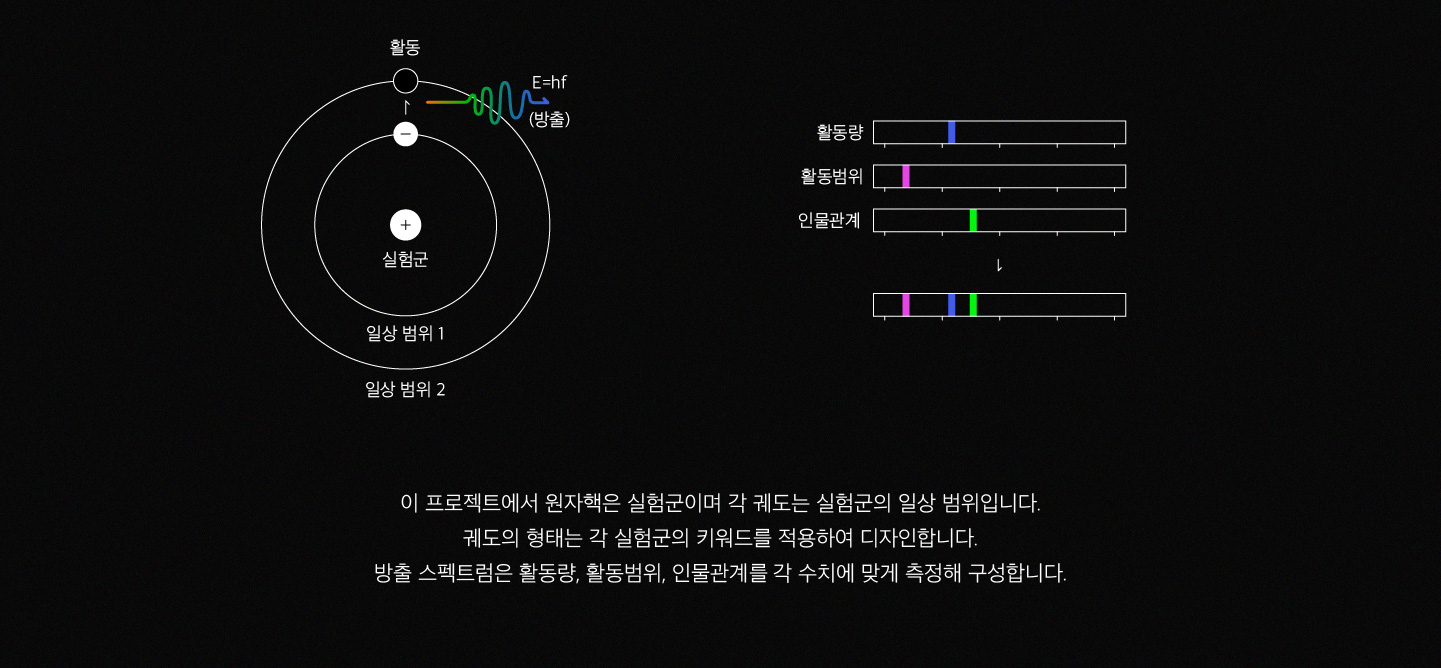 활동
E=hf
(방출)
−
+
실험군
일상 범위 1
일상 범위 2
활동량
활동범위
인물관계
이 프로젝트에서 원자핵은 실험군이며 각 궤도는 실험군의 일상 범위입니다.
궤도의 형태는 각 실험군의 키워드를 적용하여 디자인합니다.
방출 스펙트럼은 활동량, 활동범위, 인물관계를 각 수치에 맞게 측정해 구성합니다.